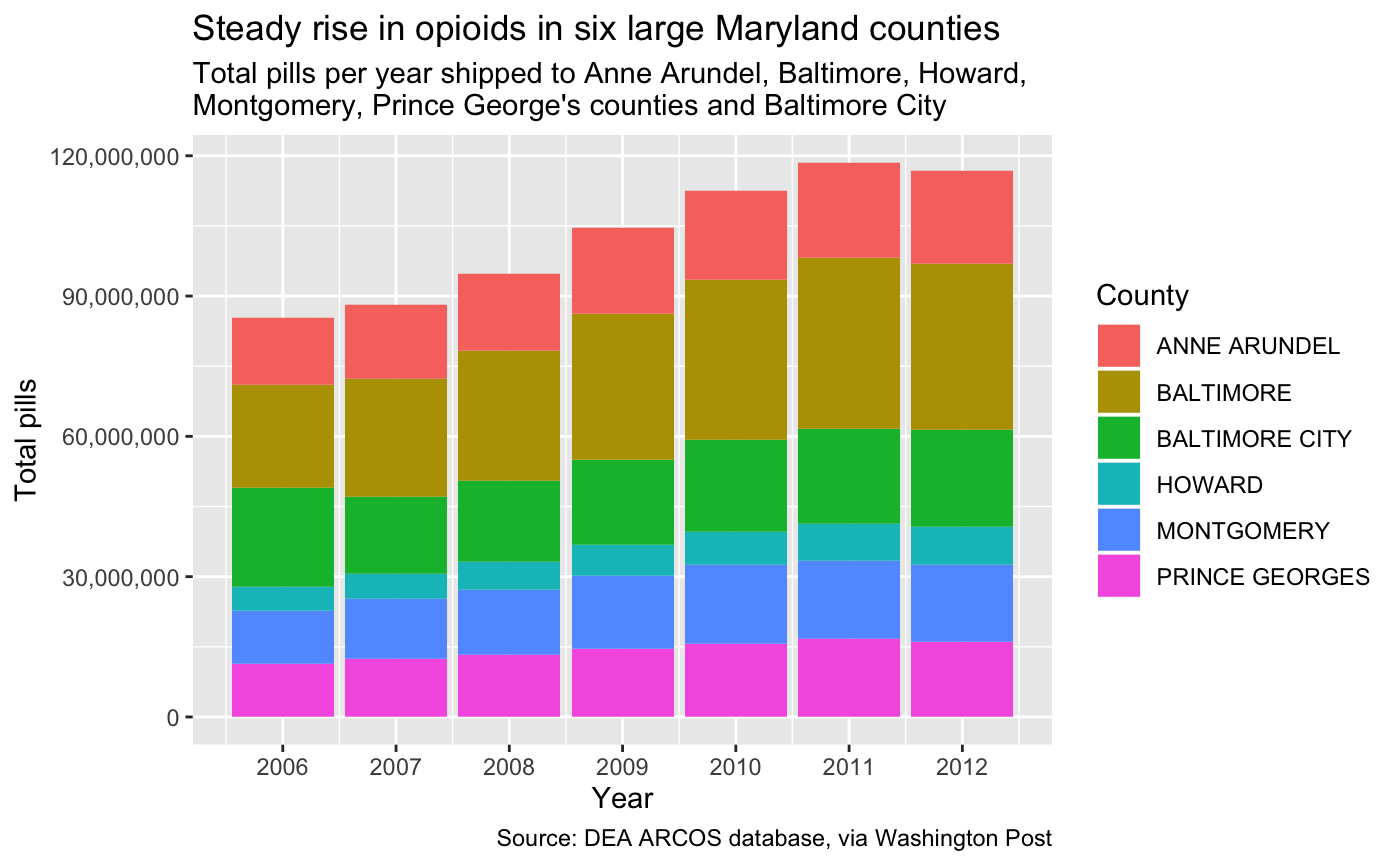 Steady rise in opioids in six large Maryland counties
Total pills per year shipped to Anne Arundel, Baltimore, Howard,
Montgomery, Prince George's counties and Baltimore City
Total pills
120,000,000
90,000,000
60,000,000
30,000,000
0
2006 2007 2008 2009 2010 2011 2012
Year
County
ANNE ARUNDEL
BALTIMORE
BALTIMORE CITY
HOWARD
MONTGOMERY
PRINCE GEORGES
Source: DEA ARCOS database, via Washington Post